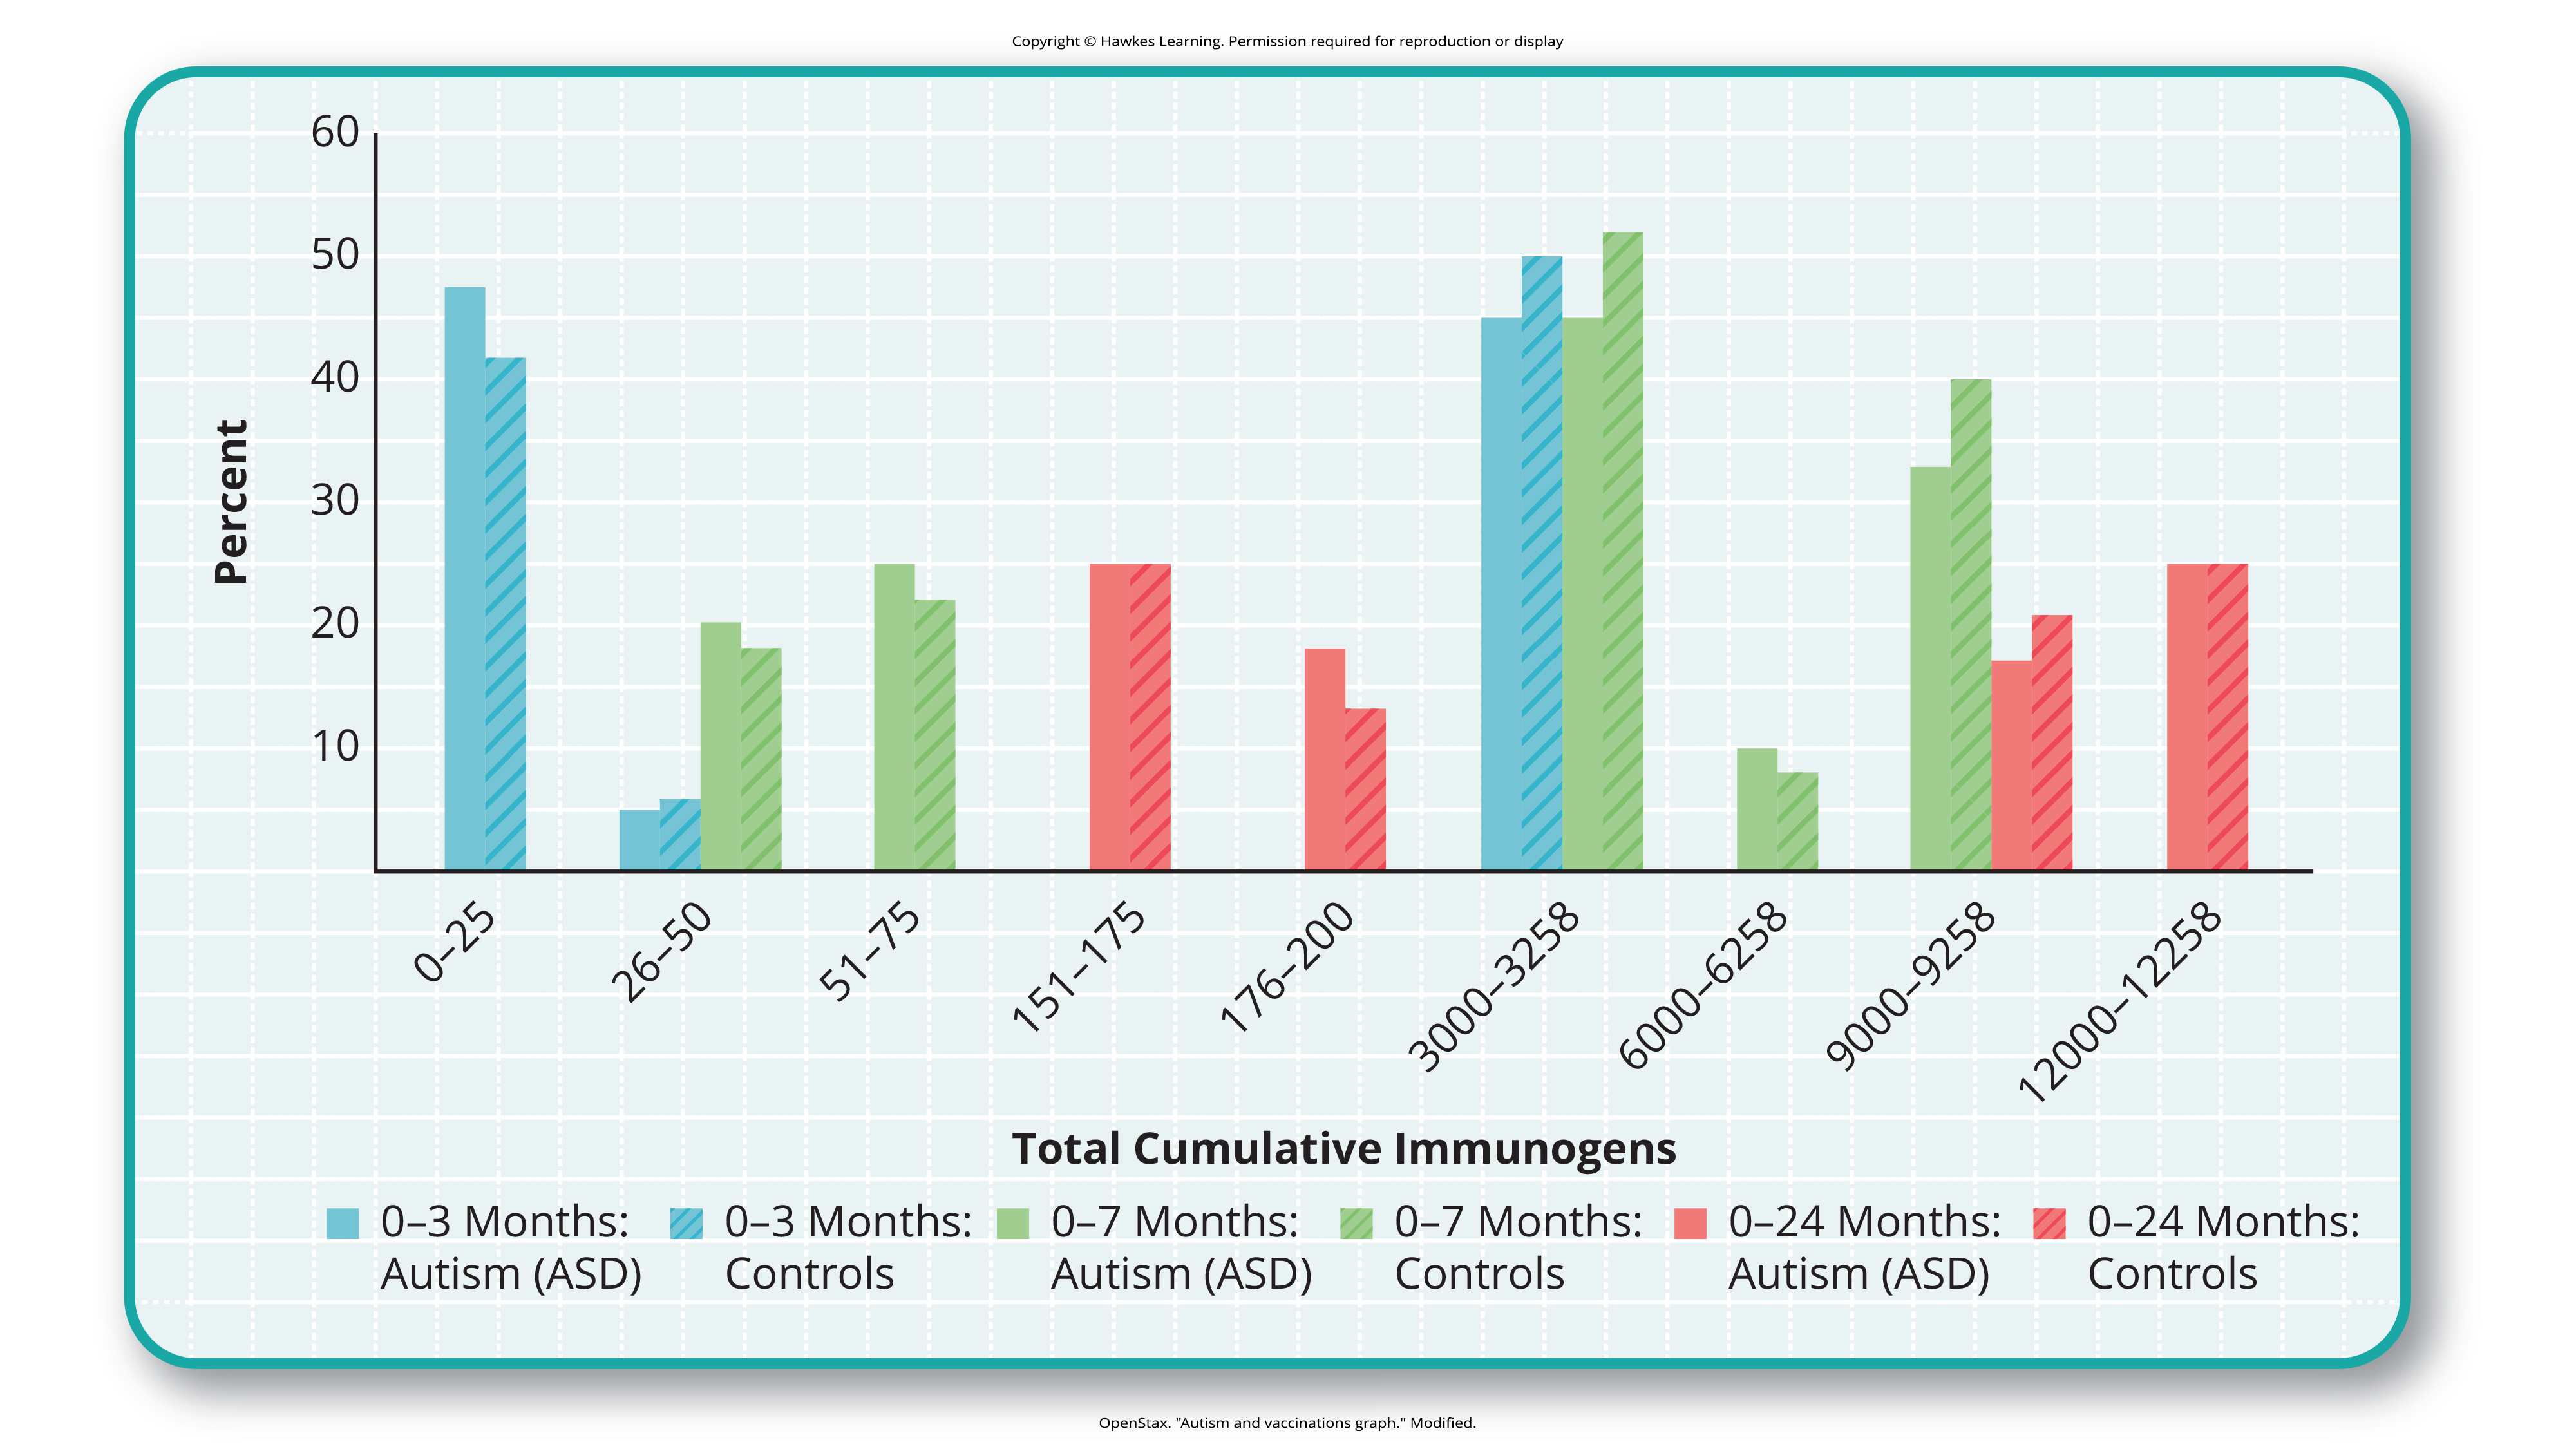 Copyright © Hawkes Learning. Permission required for reproduction or display
60
50
40
30
20
10
Percent
0–25
26–50
51–75
151–175
176–200
3000–3258
6000–6258
9000–9258
12000–12258
Total Cumulative Immunogens
0–3 Months:
Autism (ASD)
0–3 Months:
Controls
0–7 Months:
Autism (ASD)
0–7 Months:
Controls
0–24 Months:
Autism (ASD)
0–24 Months:
Controls
OpenStax. "Autism and vaccinations graph." Modified.